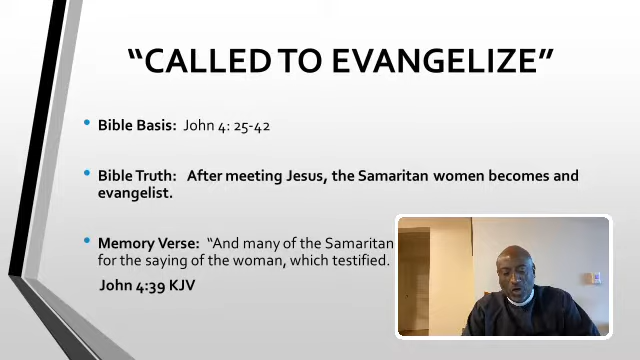 “CALLED TO EVANGELIZE”
• Bible Basis: John 4: 25-42
• Bible Truth: After meeting Jesus, the Samaritan women becomes and
evangelist.
• Memory Verse: “And many of the Samaritan
for the saying of the woman, which testified.
John 4:39 KJV